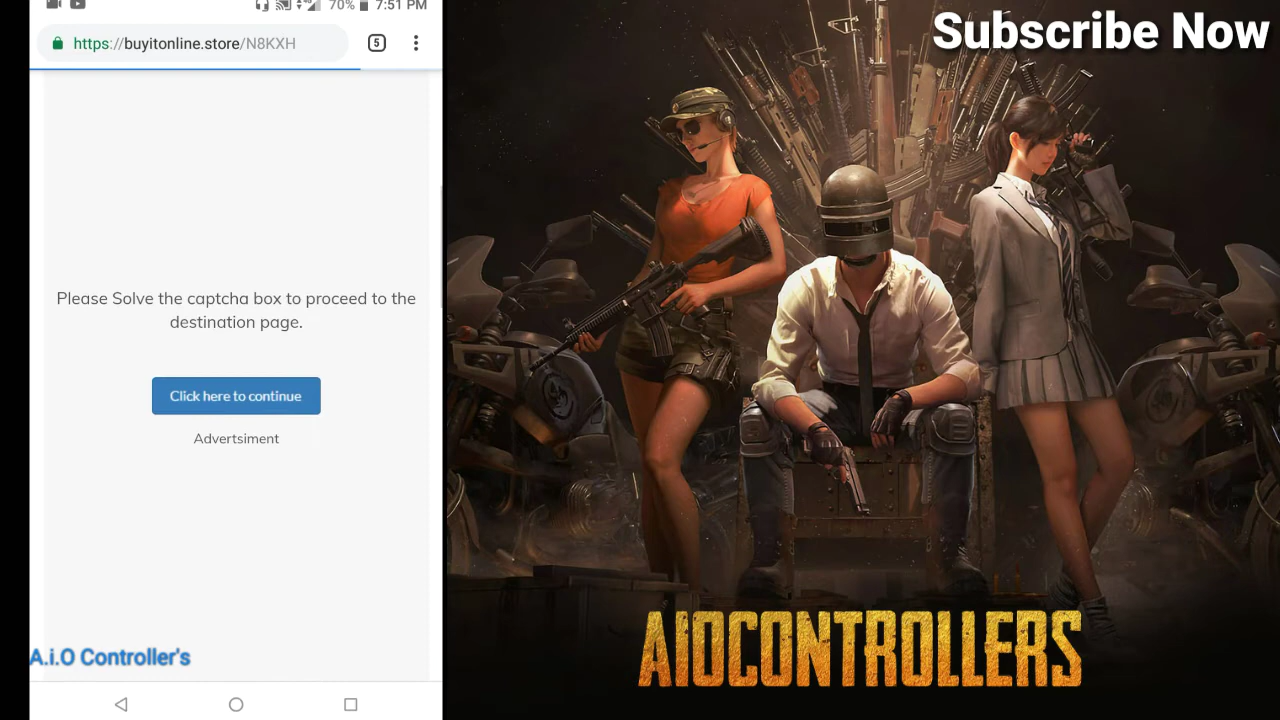 70% 7:51 PM
https://buyitonline.store/N8KXH
5
Please Solve the captcha box to proceed to the
destination page.
Click here to continue
Advertsiment
A.i.O Controller's
Subscribe Now
AIOCONTROLLERS